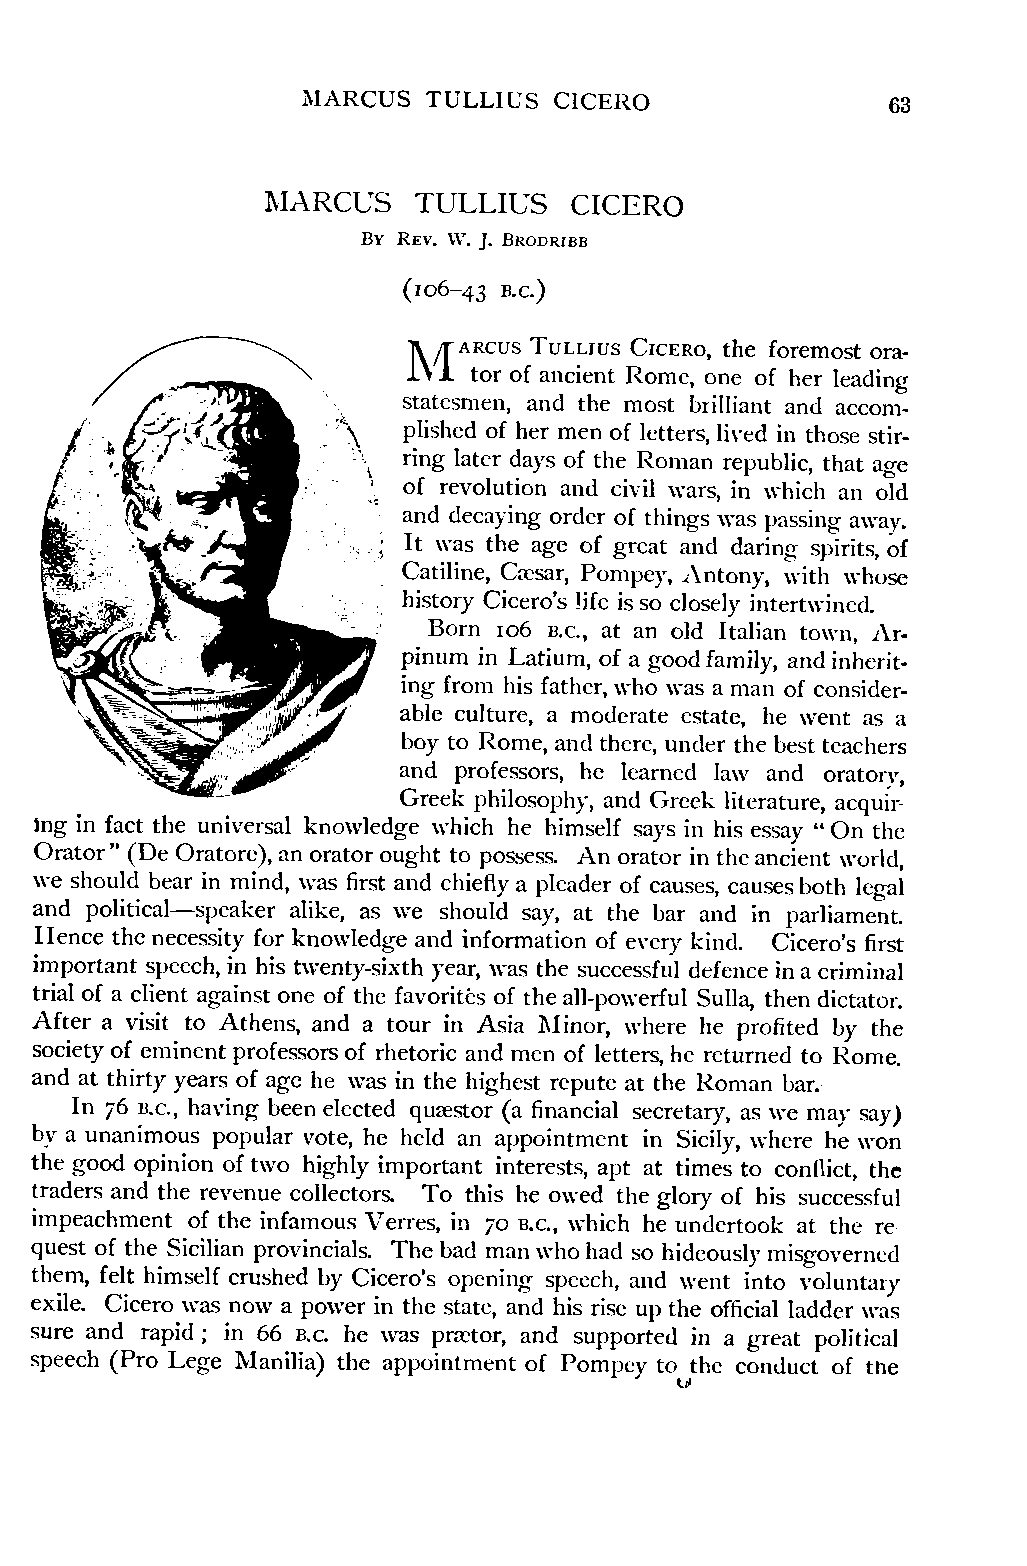 MARCUS TULLIUS CICERO 63
MARCUS TULLIUS CICERO
BY REV. W. J. BRODRIBB
(106–43 B.C.)
MARCUS TULLIUS CICERO, the foremost ora-
tor of ancient Rome, one of her leading
statesmen, and the most brilliant and accom-
plished of her men of letters, lived in those stir-
ring later days of the Roman republic, that age
of revolution and civil wars, in which an old
and decaying order of things was passing away.
It was the age of great and daring spirits, of
Catiline, Cæsar, Pompey, Antony, with whose
history Cicero's life is so closely intertwined.
Born 106 B.C., at an old Italian town, Ar-
pinum in Latium, of a good family, and inherit-
ing from his father, who was a man of consider-
able culture, a moderate estate, he went as a
boy to Rome, and there, under the best teachers
and professors, he learned law and oratory,
Greek philosophy, and Greek literature, acquir-
ing in fact the universal knowledge which he himself says in his essay “ On the
Orator ” (De Oratore), an orator ought to possess. An orator in the ancient world,
we should bear in mind, was first and chiefly a pleader of causes, causes both legal
and political—speaker alike, as we should say, at the bar and in parliament.
Hence the necessity for knowledge and information of every kind. Cicero's first
important speech, in his twenty-sixth year, was the successful defence in a criminal
trial of a client against one of the favorites of the all-powerful Sulla, then dictator.
After a visit to Athens, and a tour in Asia Minor, where he profited by the
society of eminent professors of rhetoric and men of letters, he returned to Rome.
and at thirty years of age he was in the highest repute at the Roman bar.
In 76 B.C., having been elected quæstor (a financial secretary, as we may say)
by a unanimous popular vote, he held an appointment in Sicily, where he won
the good opinion of two highly important interests, apt at times to conflict, the
traders and the revenue collectors. To this he owed the glory of his successful
impeachment of the infamous Verres, in 70 B.C., which he undertook at the re
quest of the Sicilian provincials. The bad man who had so hideously misgoverned
them, felt himself crushed by Cicero's opening speech, and went into voluntary
exile. Cicero was now a power in the state, and his rise up the official ladder was
sure and rapid ; in 66 B.C. he was prætor, and supported in a great political
speech (Pro Lege Manilia) the appointment of Pompey to the conduct of the